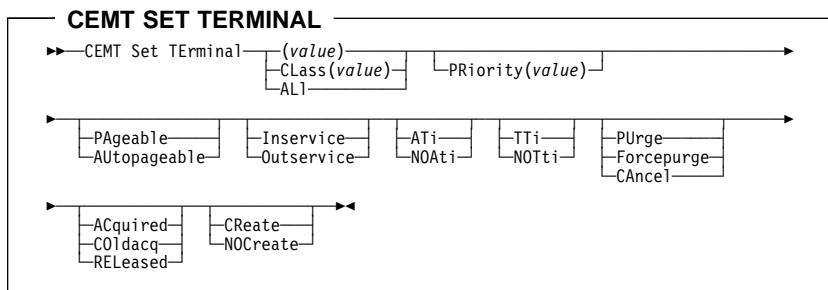 CEMT SET TERMINAL
CEMT Set TErminal (value) PRiority(value)
CLass(value)
ALl
PAgeable Inservice ATi TTi PUrge
AUtopageable Outservice NOAti NOTti Forcepurge
CAncel
ACquired CReate
COldacq NOCreate
RELeased